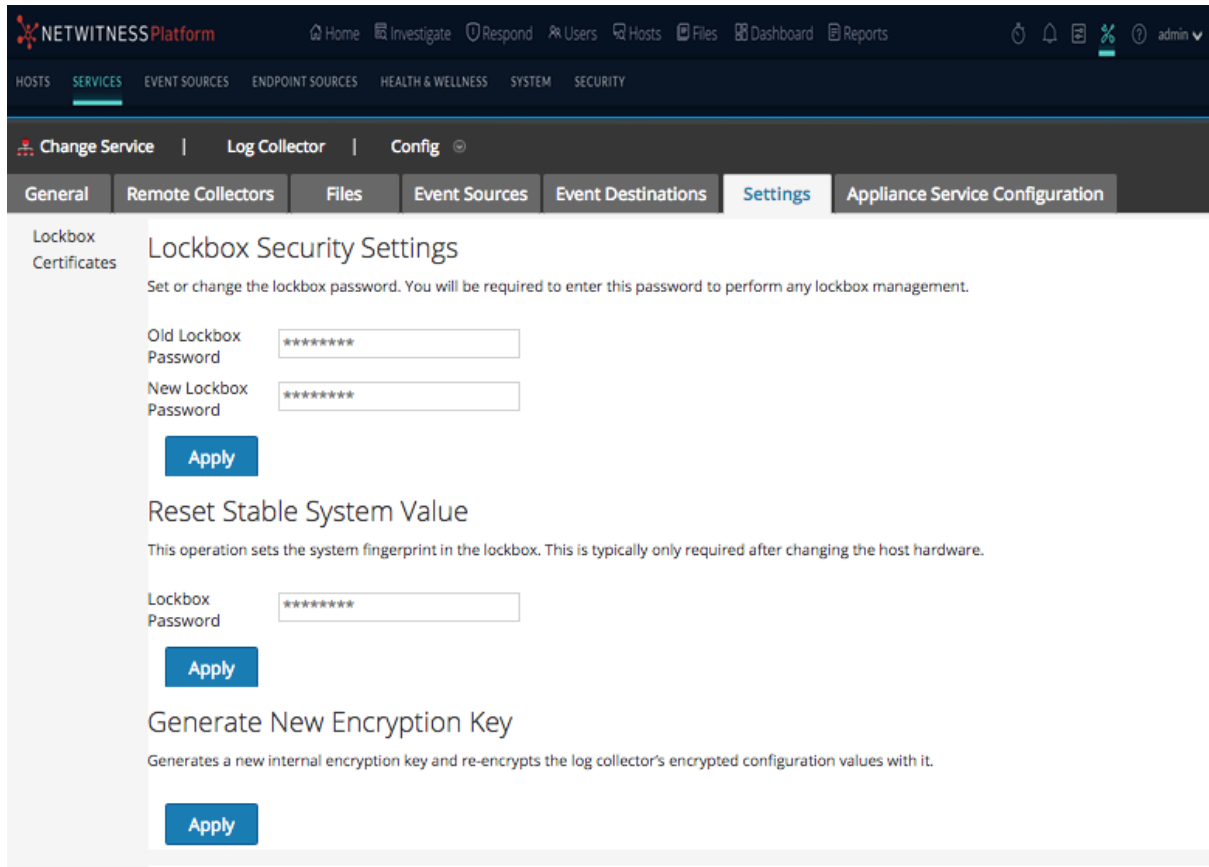 NETWITNESS Platform Home Investigate Respond Users Hosts Files Dashboard Reports admin
HOSTS SERVICES EVENT SOURCES ENDPOINT SOURCES HEALTH & WELLNESS SYSTEM SECURITY
Change Service | Log Collector | Config
General Remote Collectors Files Event Sources Event Destinations Settings Appliance Service Configuration
Lockbox
Certificates
Lockbox Security Settings
Set or change the lockbox password. You will be required to enter this password to perform any lockbox management.
Old Lockbox
Password
********
New Lockbox
Password
********
Apply
Reset Stable System Value
This operation sets the system fingerprint in the lockbox. This is typically only required after changing the host hardware.
Lockbox
Password
********
Apply
Generate New Encryption Key
Generates a new internal encryption key and re-encrypts the log collector's encrypted configuration values with it.
Apply